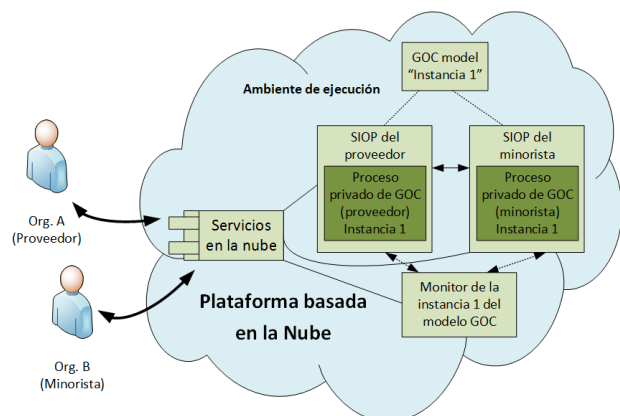 GOC model
“Instancia 1”
Ambiente de ejecución
SIOP del
proveedor
Proceso
privado de GOC
(proveedor)
Instancia 1
SIOP del
minorista
Proceso
privado de GOC
(minorista)
Instancia 1
Org. A
(Proveedor)
Servicios
en la nube
Monitor de la
instancia 1 del
modelo GOC
Plataforma basada
en la Nube
Org. B
(Minorista)